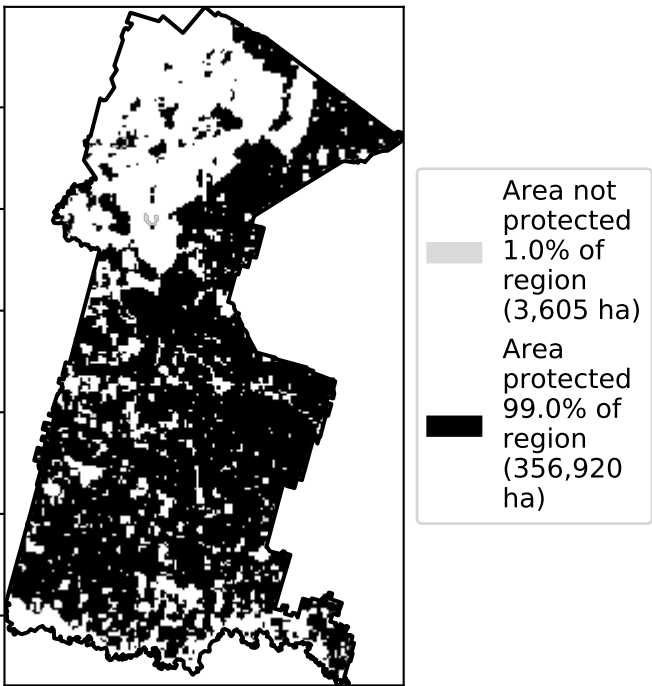 Area not
protected
1.0% of
region
(3,605 ha)
Area
protected
99.0% of
region
(356,920
ha)